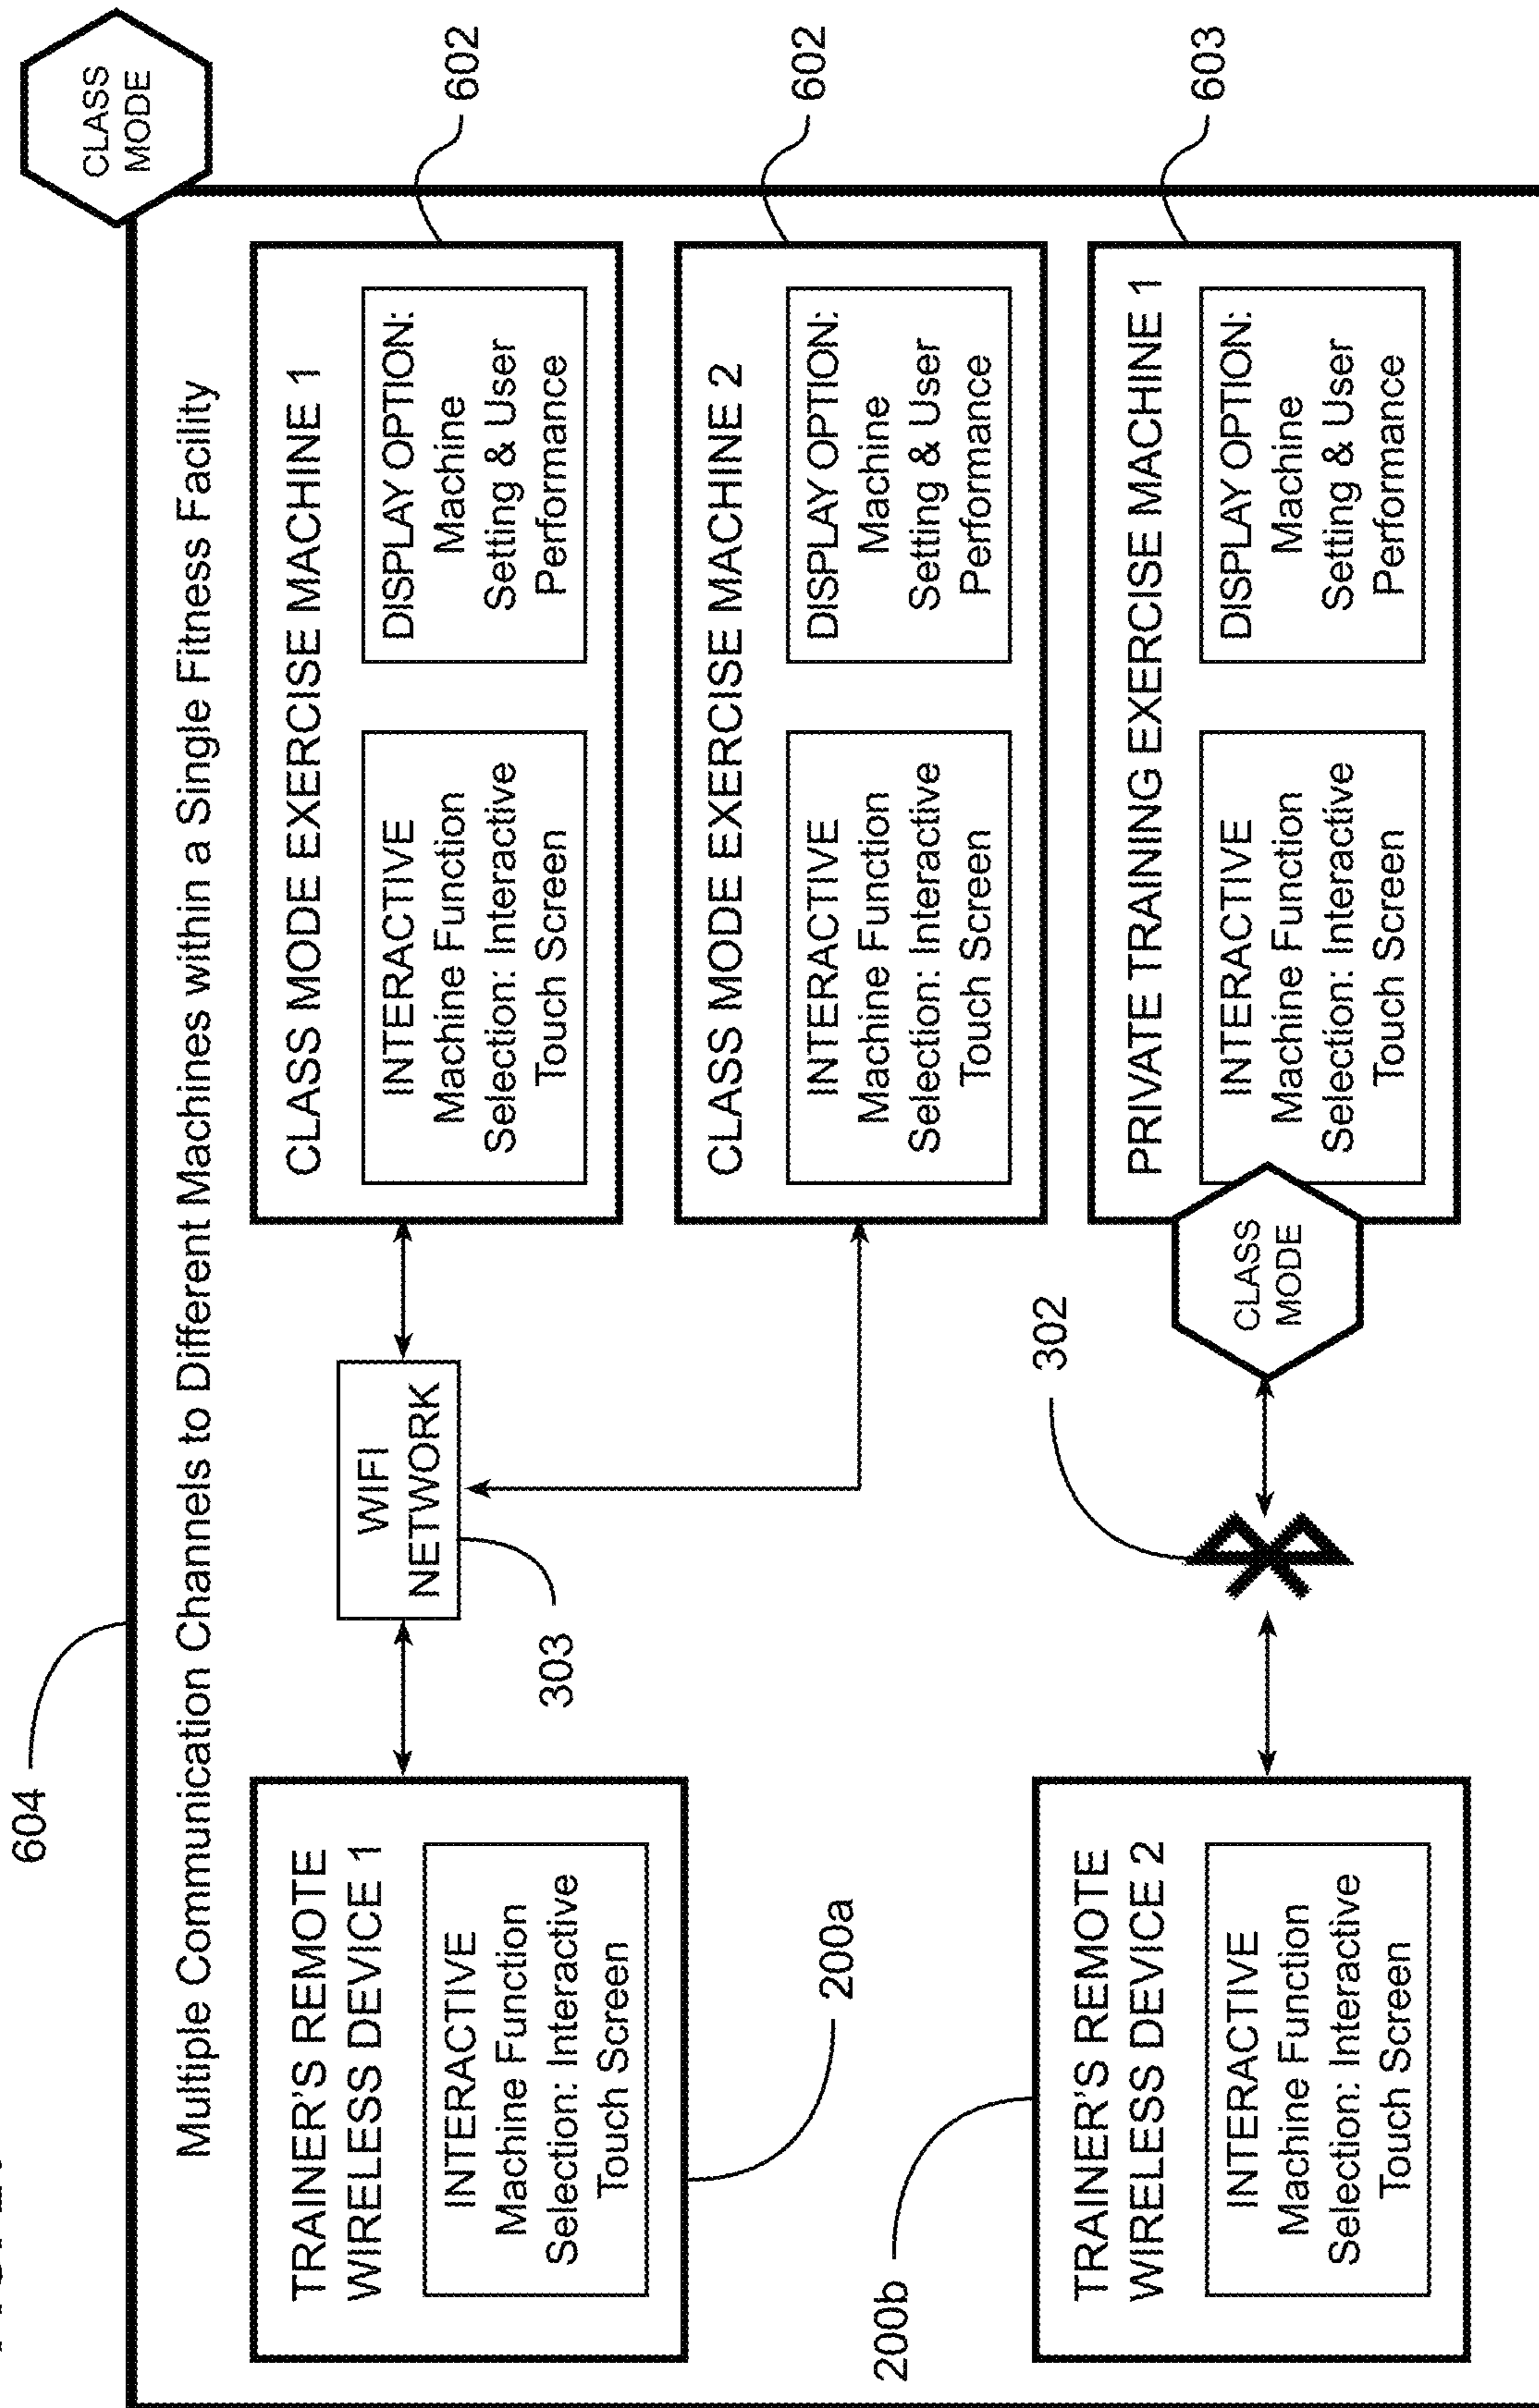 604
CLASS
MODE
Multiple Communication Channels to Different Machines within a Single Fitness Facility
TRAINER'S REMOTE
WIRELESS DEVICE 1
INTERACTIVE
Machine Function
Selection: Interactive
Touch Screen
200a
WIFI
NETWORK
303
CLASS MODE EXERCISE MACHINE 1
INTERACTIVE
Machine Function
Selection: Interactive
Touch Screen
DISPLAY OPTION:
Machine
Setting & User
Performance
602
CLASS MODE EXERCISE MACHINE 2
INTERACTIVE
Machine Function
Selection: Interactive
Touch Screen
DISPLAY OPTION:
Machine
Setting & User
Performance
602
200b
TRAINER'S REMOTE
WIRELESS DEVICE 2
INTERACTIVE
Machine Function
Selection: Interactive
Touch Screen
302
CLASS
MODE
PRIVATE TRAINING EXERCISE MACHINE 1
INTERACTIVE
Machine Function
Selection: Interactive
Touch Screen
DISPLAY OPTION:
Machine
Setting & User
Performance
603